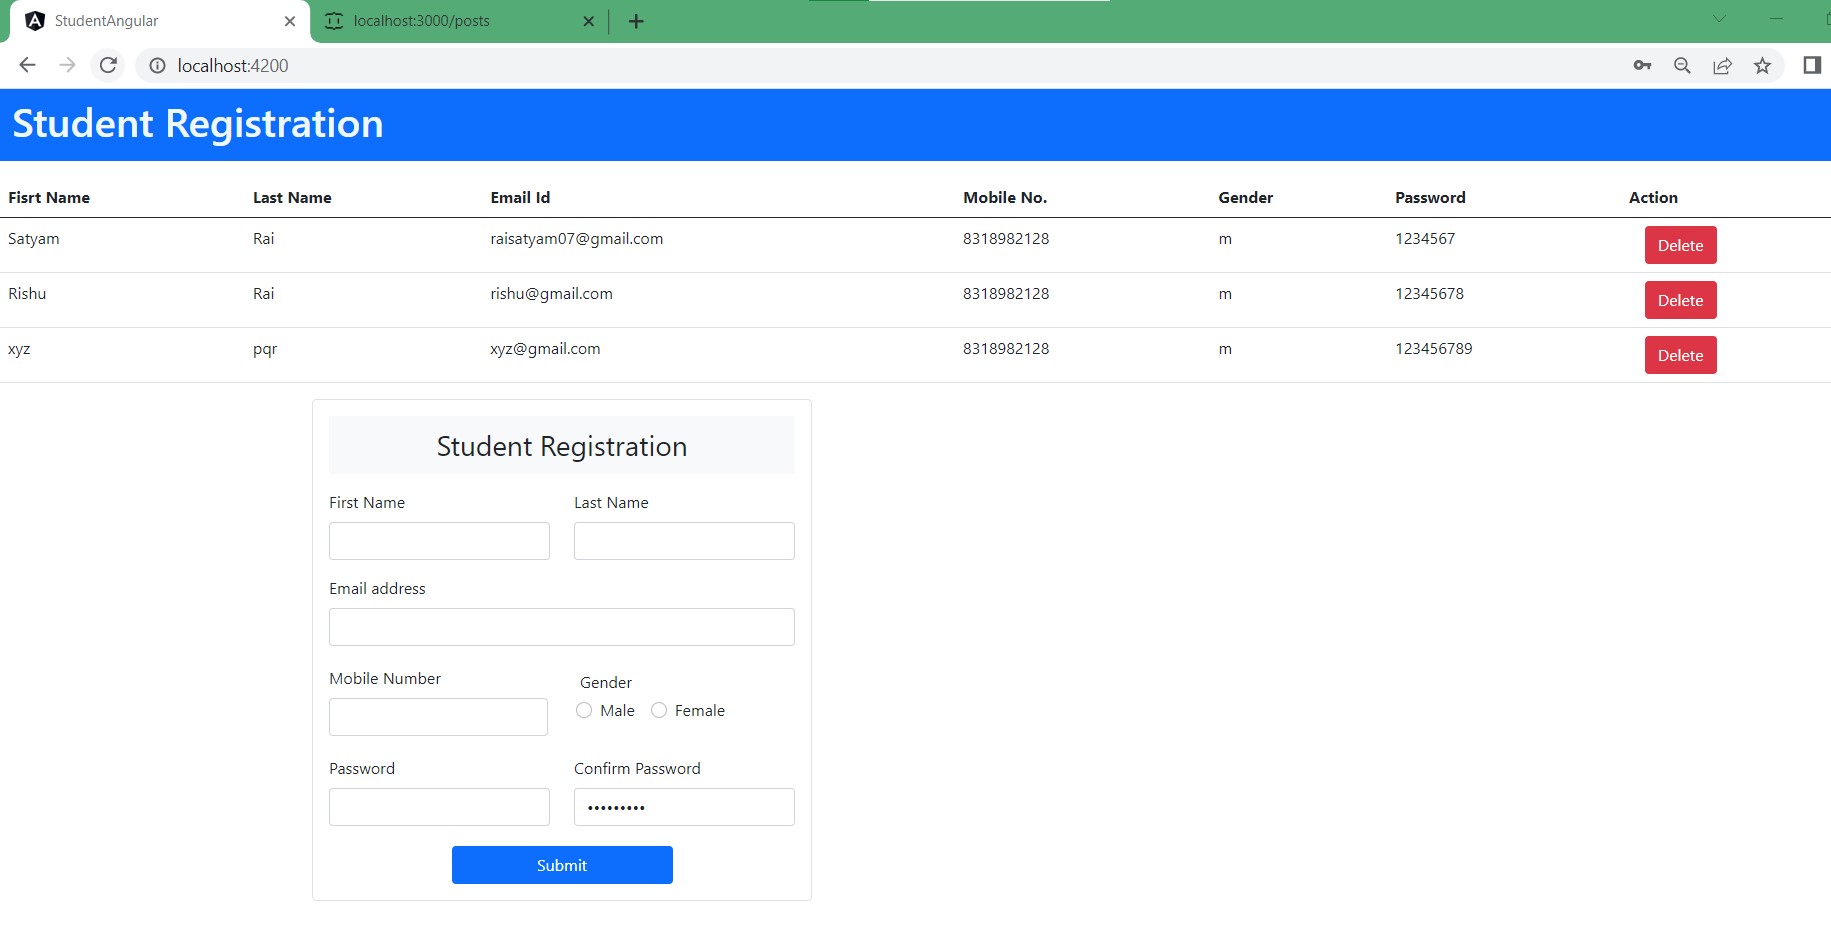 StudentAngular localhost:3000/posts
localhost:4200
Student Registration
Fisrt Name Last Name Email Id Mobile No. Gender Password Action
Satyam Rai raisatyam07@gmail.com 8318982128 m 1234567 Delete
Rishu Rai rishu@gmail.com 8318982128 m 12345678 Delete
xyz pqr xyz@gmail.com 8318982128 m 123456789 Delete
Student Registration
First Name Last Name
Email address
Mobile Number Gender
Male Female
Password Confirm Password
•••••••••
Submit